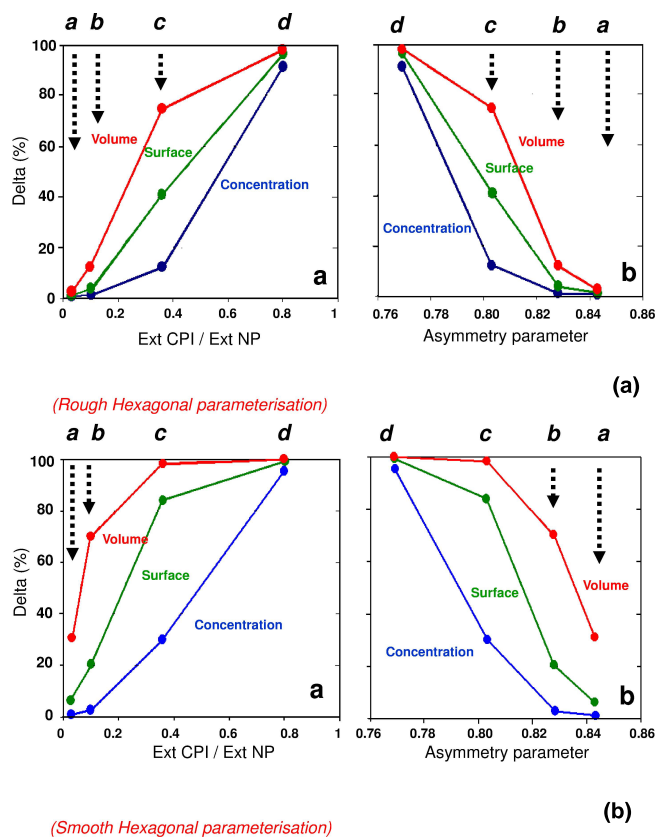 a b c d
d c b a
100
80
60
40
20
0
Delta (%)
Volume
Surface
Concentration
a
0 0.2 0.4 0.6 0.8 1
Ext CPI / Ext NP
Volume
Surface
Concentration
b
0.76 0.78 0.80 0.82 0.84 0.86
Asymmetry parameter
(a)
(Rough Hexagonal parameterisation)
a b c d
d c b a
100
80
60
40
20
0
Delta (%)
Volume
Surface
Concentration
a
0 0.2 0.4 0.6 0.8 1
Ext CPI / Ext NP
Volume
Surface
Concentration
b
0.76 0.78 0.80 0.82 0.84 0.86
Asymmetry parameter
(b)
(Smooth Hexagonal parameterisation)